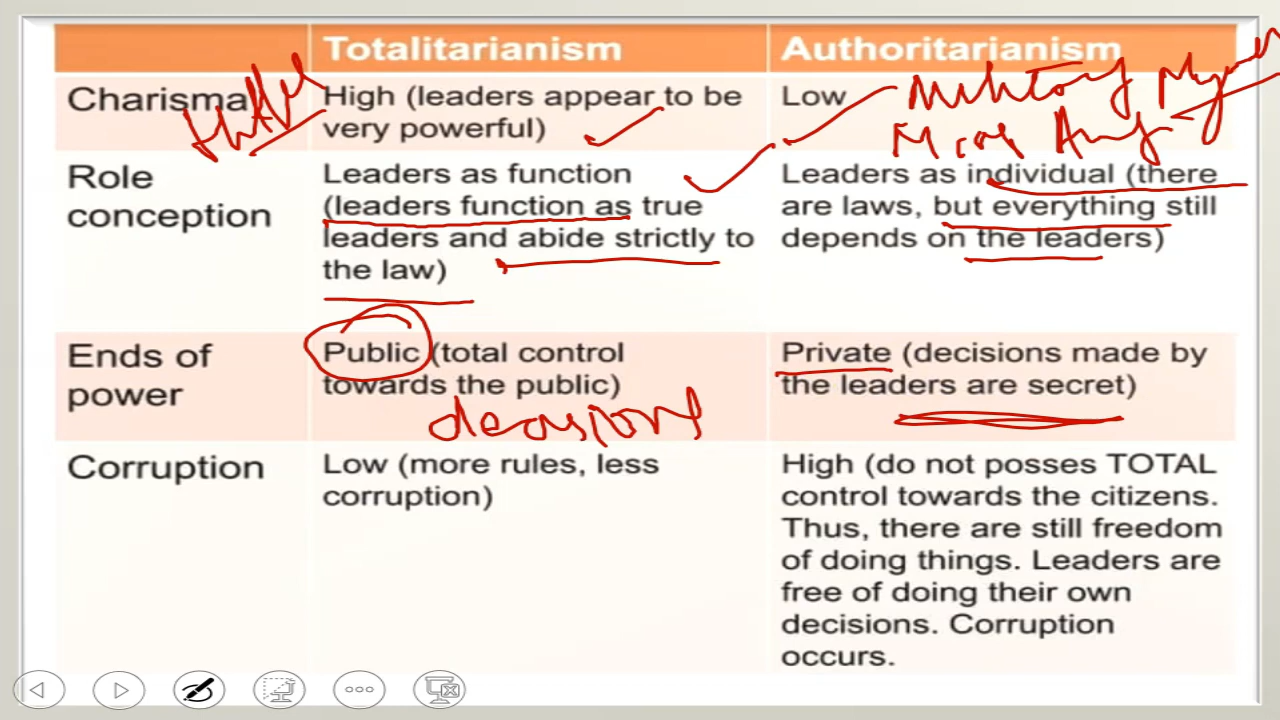 Totalitarianism Authoritarianism
Charisma High (leaders appear to be very powerful) Low
Role conception Leaders as function (leaders function as true leaders and abide strictly to the law) Leaders as individual (there are laws, but everything still depends on the leaders)
Ends of power Public (total control towards the public) Private (decisions made by the leaders are secret)
decisions
Corruption Low (more rules, less corruption) High (do not posses TOTAL control towards the citizens. Thus, there are still freedom of doing things. Leaders are free of doing their own decisions. Corruption occurs.